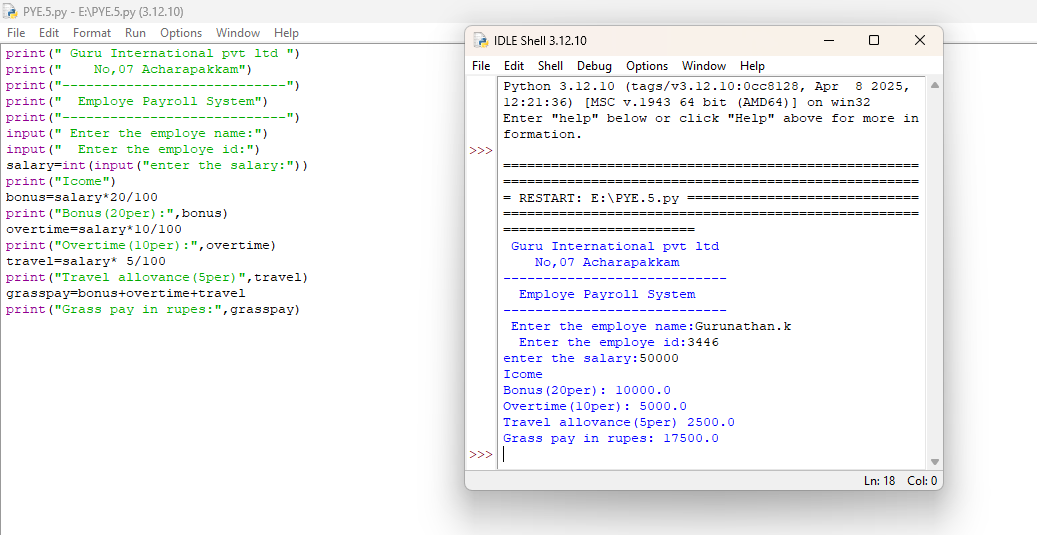 PYE.5.py - E:\PYE.5.py (3.12.10)
File Edit Format Run Options Window Help
print(" Guru International pvt ltd ")
print("    No,07 Acharapakkam")
print("----------------------------")
print("  Employe Payroll System")
print("----------------------------")
input(" Enter the employe name:")
input("  Enter the employe id:")
salary=int(input("enter the salary:"))
print("Icome")
bonus=salary*20/100
print("Bonus(20per):",bonus)
overtime=salary*10/100
print("Overtime(10per):",overtime)
travel=salary* 5/100
print("Travel allovance(5per)",travel)
grasspay=bonus+overtime+travel
print("Grass pay in rupes:",grasspay)
IDLE Shell 3.12.10
File Edit Shell Debug Options Window Help
Python 3.12.10 (tags/v3.12.10:0cc8128, Apr  8 2025,
12:21:36) [MSC v.1943 64 bit (AMD64)] on win32
Enter "help" below or click "Help" above for more in
formation.
>>>
====================================================
====================================================
= RESTART: E:\PYE.5.py =============================
====================================================
========================
 Guru International pvt ltd
    No,07 Acharapakkam
----------------------------
  Employe Payroll System
----------------------------
 Enter the employe name:Gurunathan.k
  Enter the employe id:3446
enter the salary:50000
Icome
Bonus(20per): 10000.0
Overtime(10per): 5000.0
Travel allovance(5per) 2500.0
Grass pay in rupes: 17500.0
>>>
Ln: 18 Col: 0